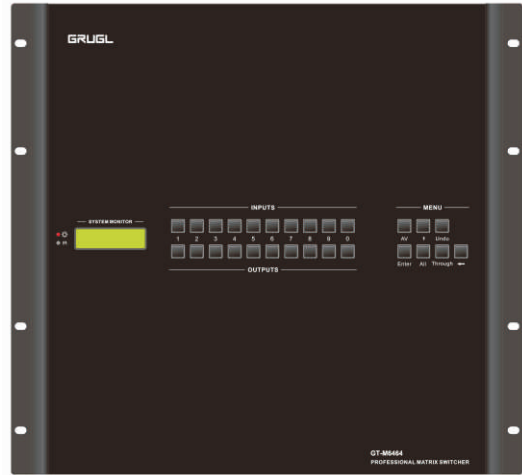 GRUGL
SYSTEM MONITOR
INPUTS
1 2 3 4 5 6 7 8 9 0
OUTPUTS
MENU
AV Undo
Enter All Through
GT-M6464
PROFESSIONAL MATRIX SWITCHER